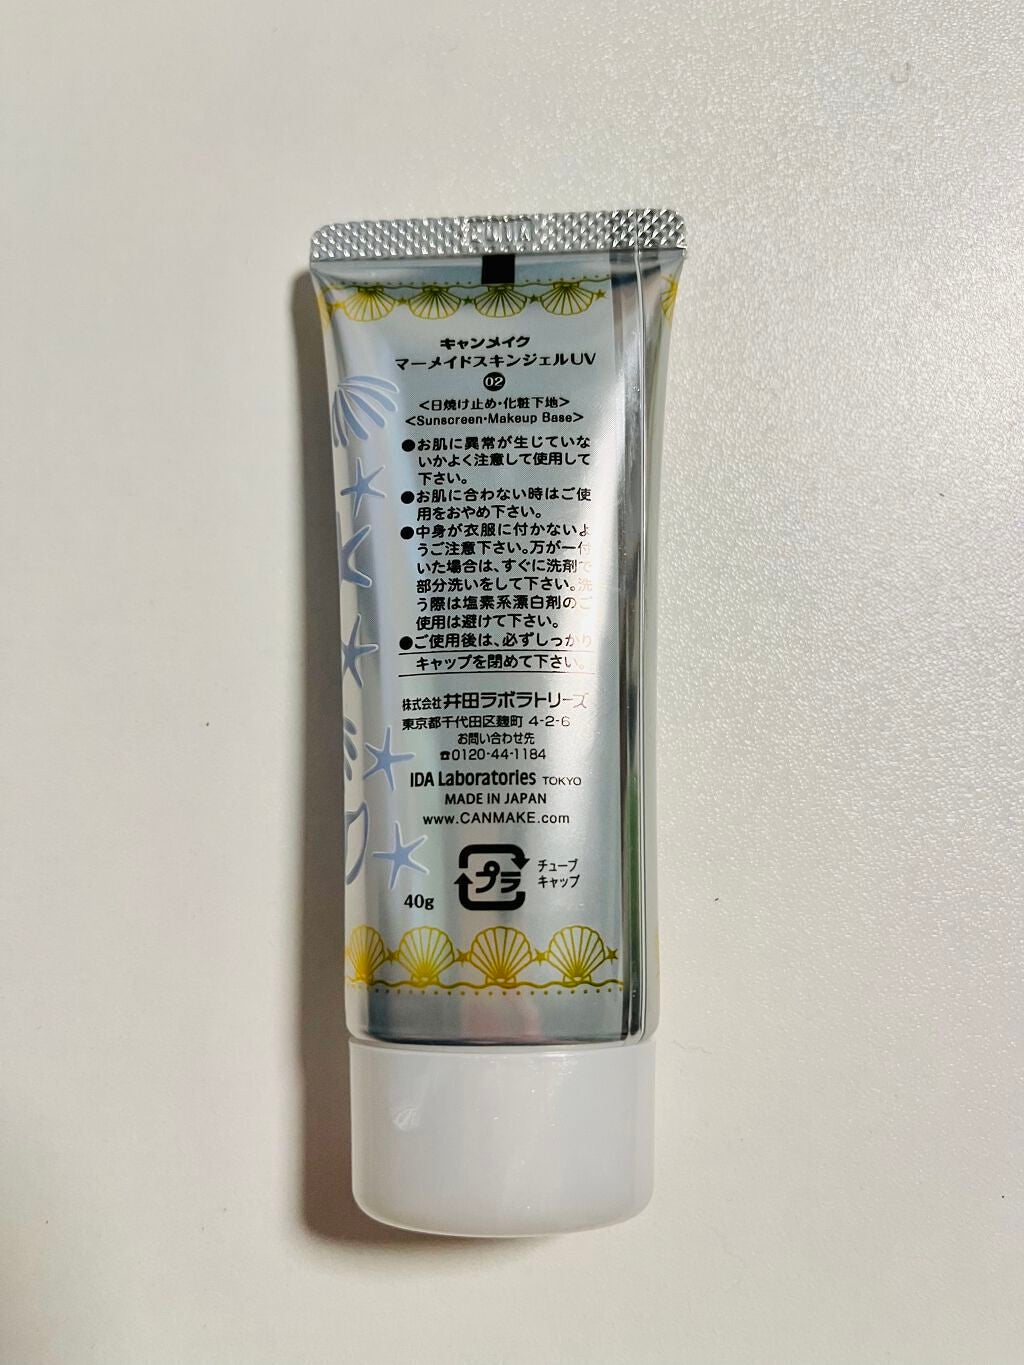 キャンメイク
マーメイドスキンジェルUV
02
<日焼け止め・化粧下地>
<Sunscreen・Makeup Base>
●お肌に異常が生じていな
いかよく注意して使用して
下さい。
●お肌に合わない時はご使
用をおやめ下さい。
●中身が衣服に付かないよ
うご注意下さい。万が一付
いた場合は、すぐに洗剤で
部分洗いをして下さい。洗
う際は塩素系漂白剤のご
使用は避けて下さい。
●ご使用後は、必ずしっかり
キャップを閉めて下さい。
株式会社 井田ラボラトリーズ
東京都千代田区麹町 4-2-6
お問い合わせ先
☎0120-44-1184
IDA Laboratories TOKYO
MADE IN JAPAN
www.CANMAKE.com
プラ
チューブ
キャップ
40g